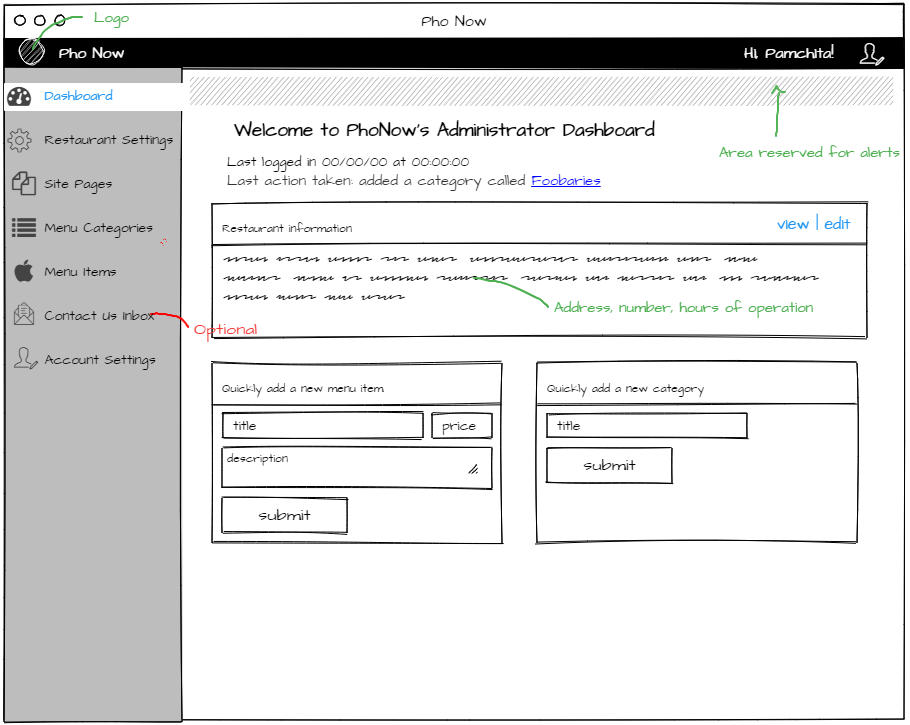 Logo
Pho Now
Pho Now
Hi, Pamchita!
Dashboard
Restaurant Settings
Site Pages
Menu Categories
Menu Items
Contact Us Inbox
Optional
Account Settings
Area reserved for alerts
Welcome to PhoNow's Administrator Dashboard
Last logged in 00/00/00 at 00:00:00
Last action taken: added a category called Foobaries
Restaurant information
view | edit
Address, number, hours of operation
Quickly add a new menu item
title
price
description
submit
Quickly add a new category
title
submit